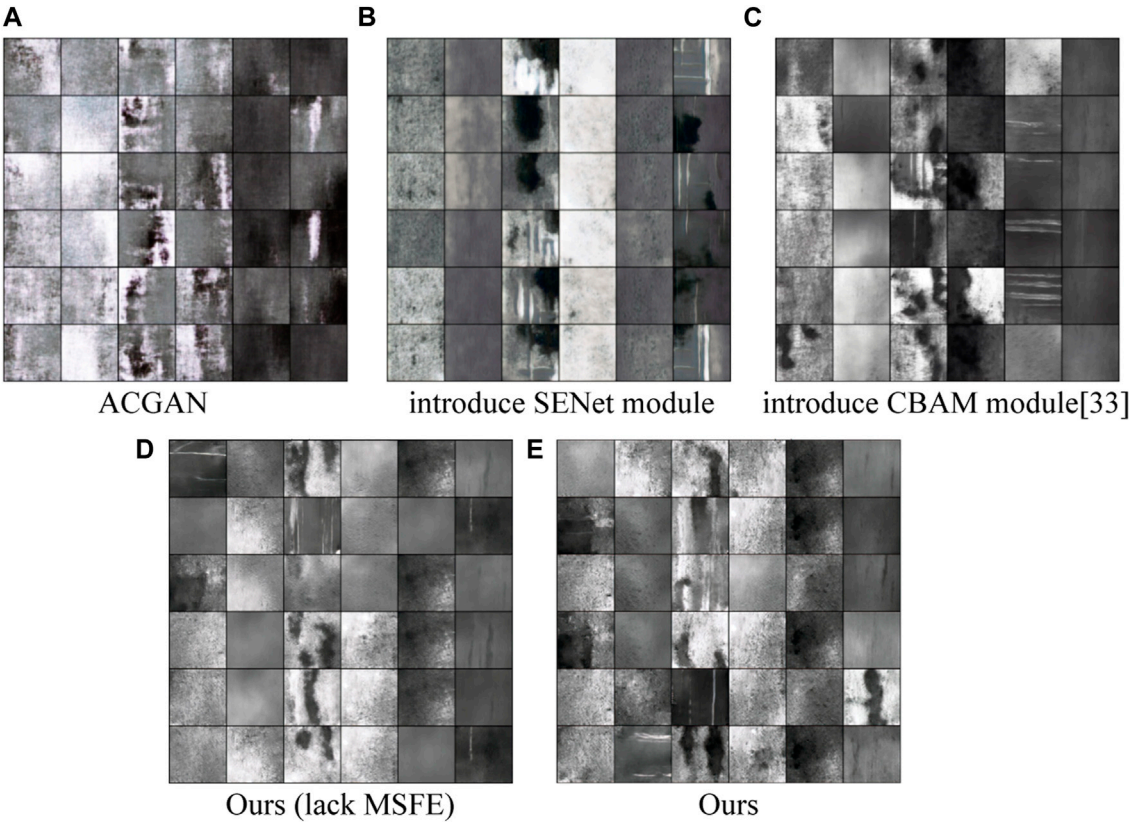 A
B
C
ACGAN
introduce SENet module
introduce CBAM module[33]
D
E
Ours (lack MSFE)
Ours